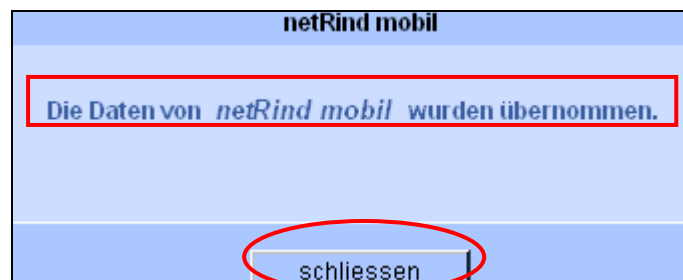 netRind mobil
Die Daten von netRind mobil wurden übernommen.
schliessen